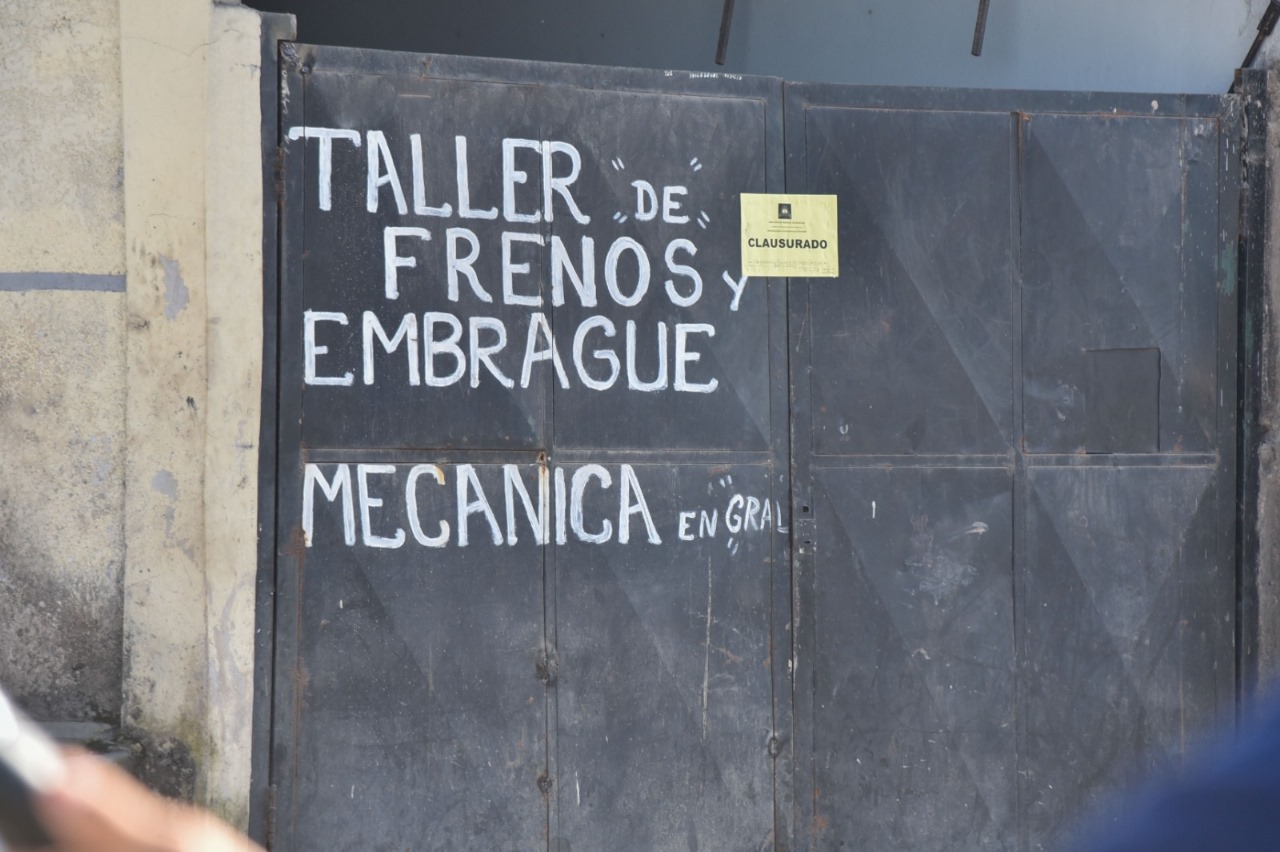 TALLER "DE"
FRENOS Y
EMBRAGUE
MECANICA EN "GRAL"
CLAUSURADO